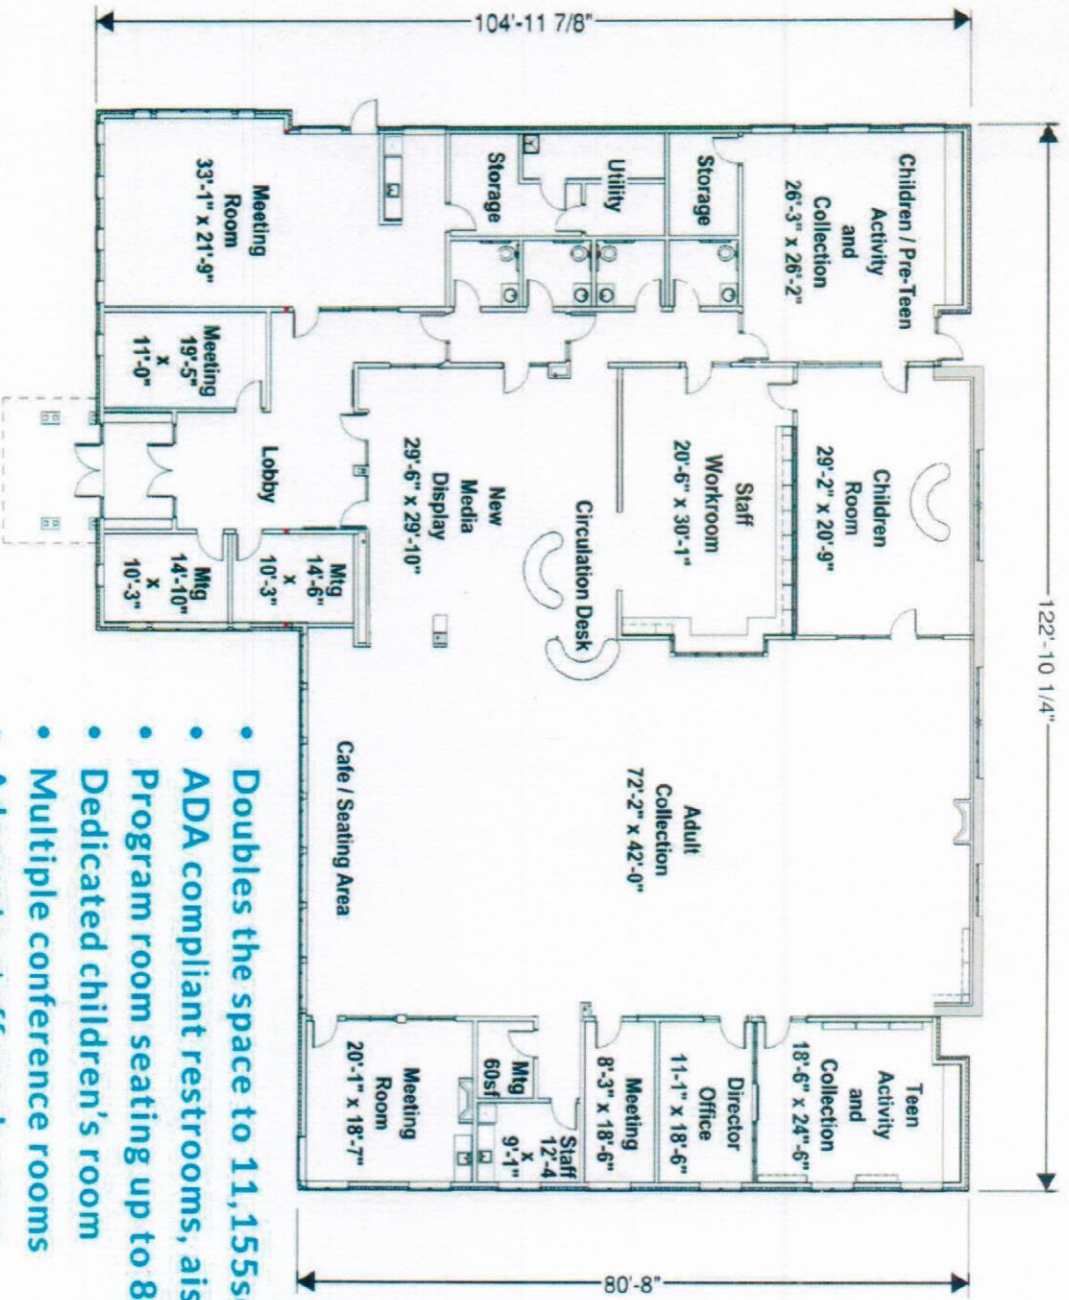 104'-11 7/8"
122'-10 1/4"
80'-8"
Children / Pre-Teen
Activity
and
Collection
26'-3" x 26'-2"
Storage
Utility
Storage
Meeting
Room
33'-1" x 21'-9"
Children
Room
29'-2" x 20'-9"
Staff
Workroom
20'-6" x 30'-1"
Circulation Desk
New
Media
Display
29'-6" x 29'-10"
Meeting
19'-5"
x
11'-0"
Lobby
Mtg
14'-6"
x
10'-3"
Mtg
14'-10"
x
10'-3"
Adult
Collection
72'-2" x 42'-0"
Cafe / Seating Area
Teen
Activity
and
Collection
18'-6" x 24'-6"
Director
Office
11-1" x 18'-6"
Meeting
8'-3" x 18'-6"
Mtg
60sf
Staff
12'-4
x
9'-1"
Meeting
Room
20'-1" x 18'-7"
• Doubles the space to 11,155s
• ADA compliant restrooms, ais
• Program room seating up to 8
• Dedicated children's room
• Multiple conference rooms